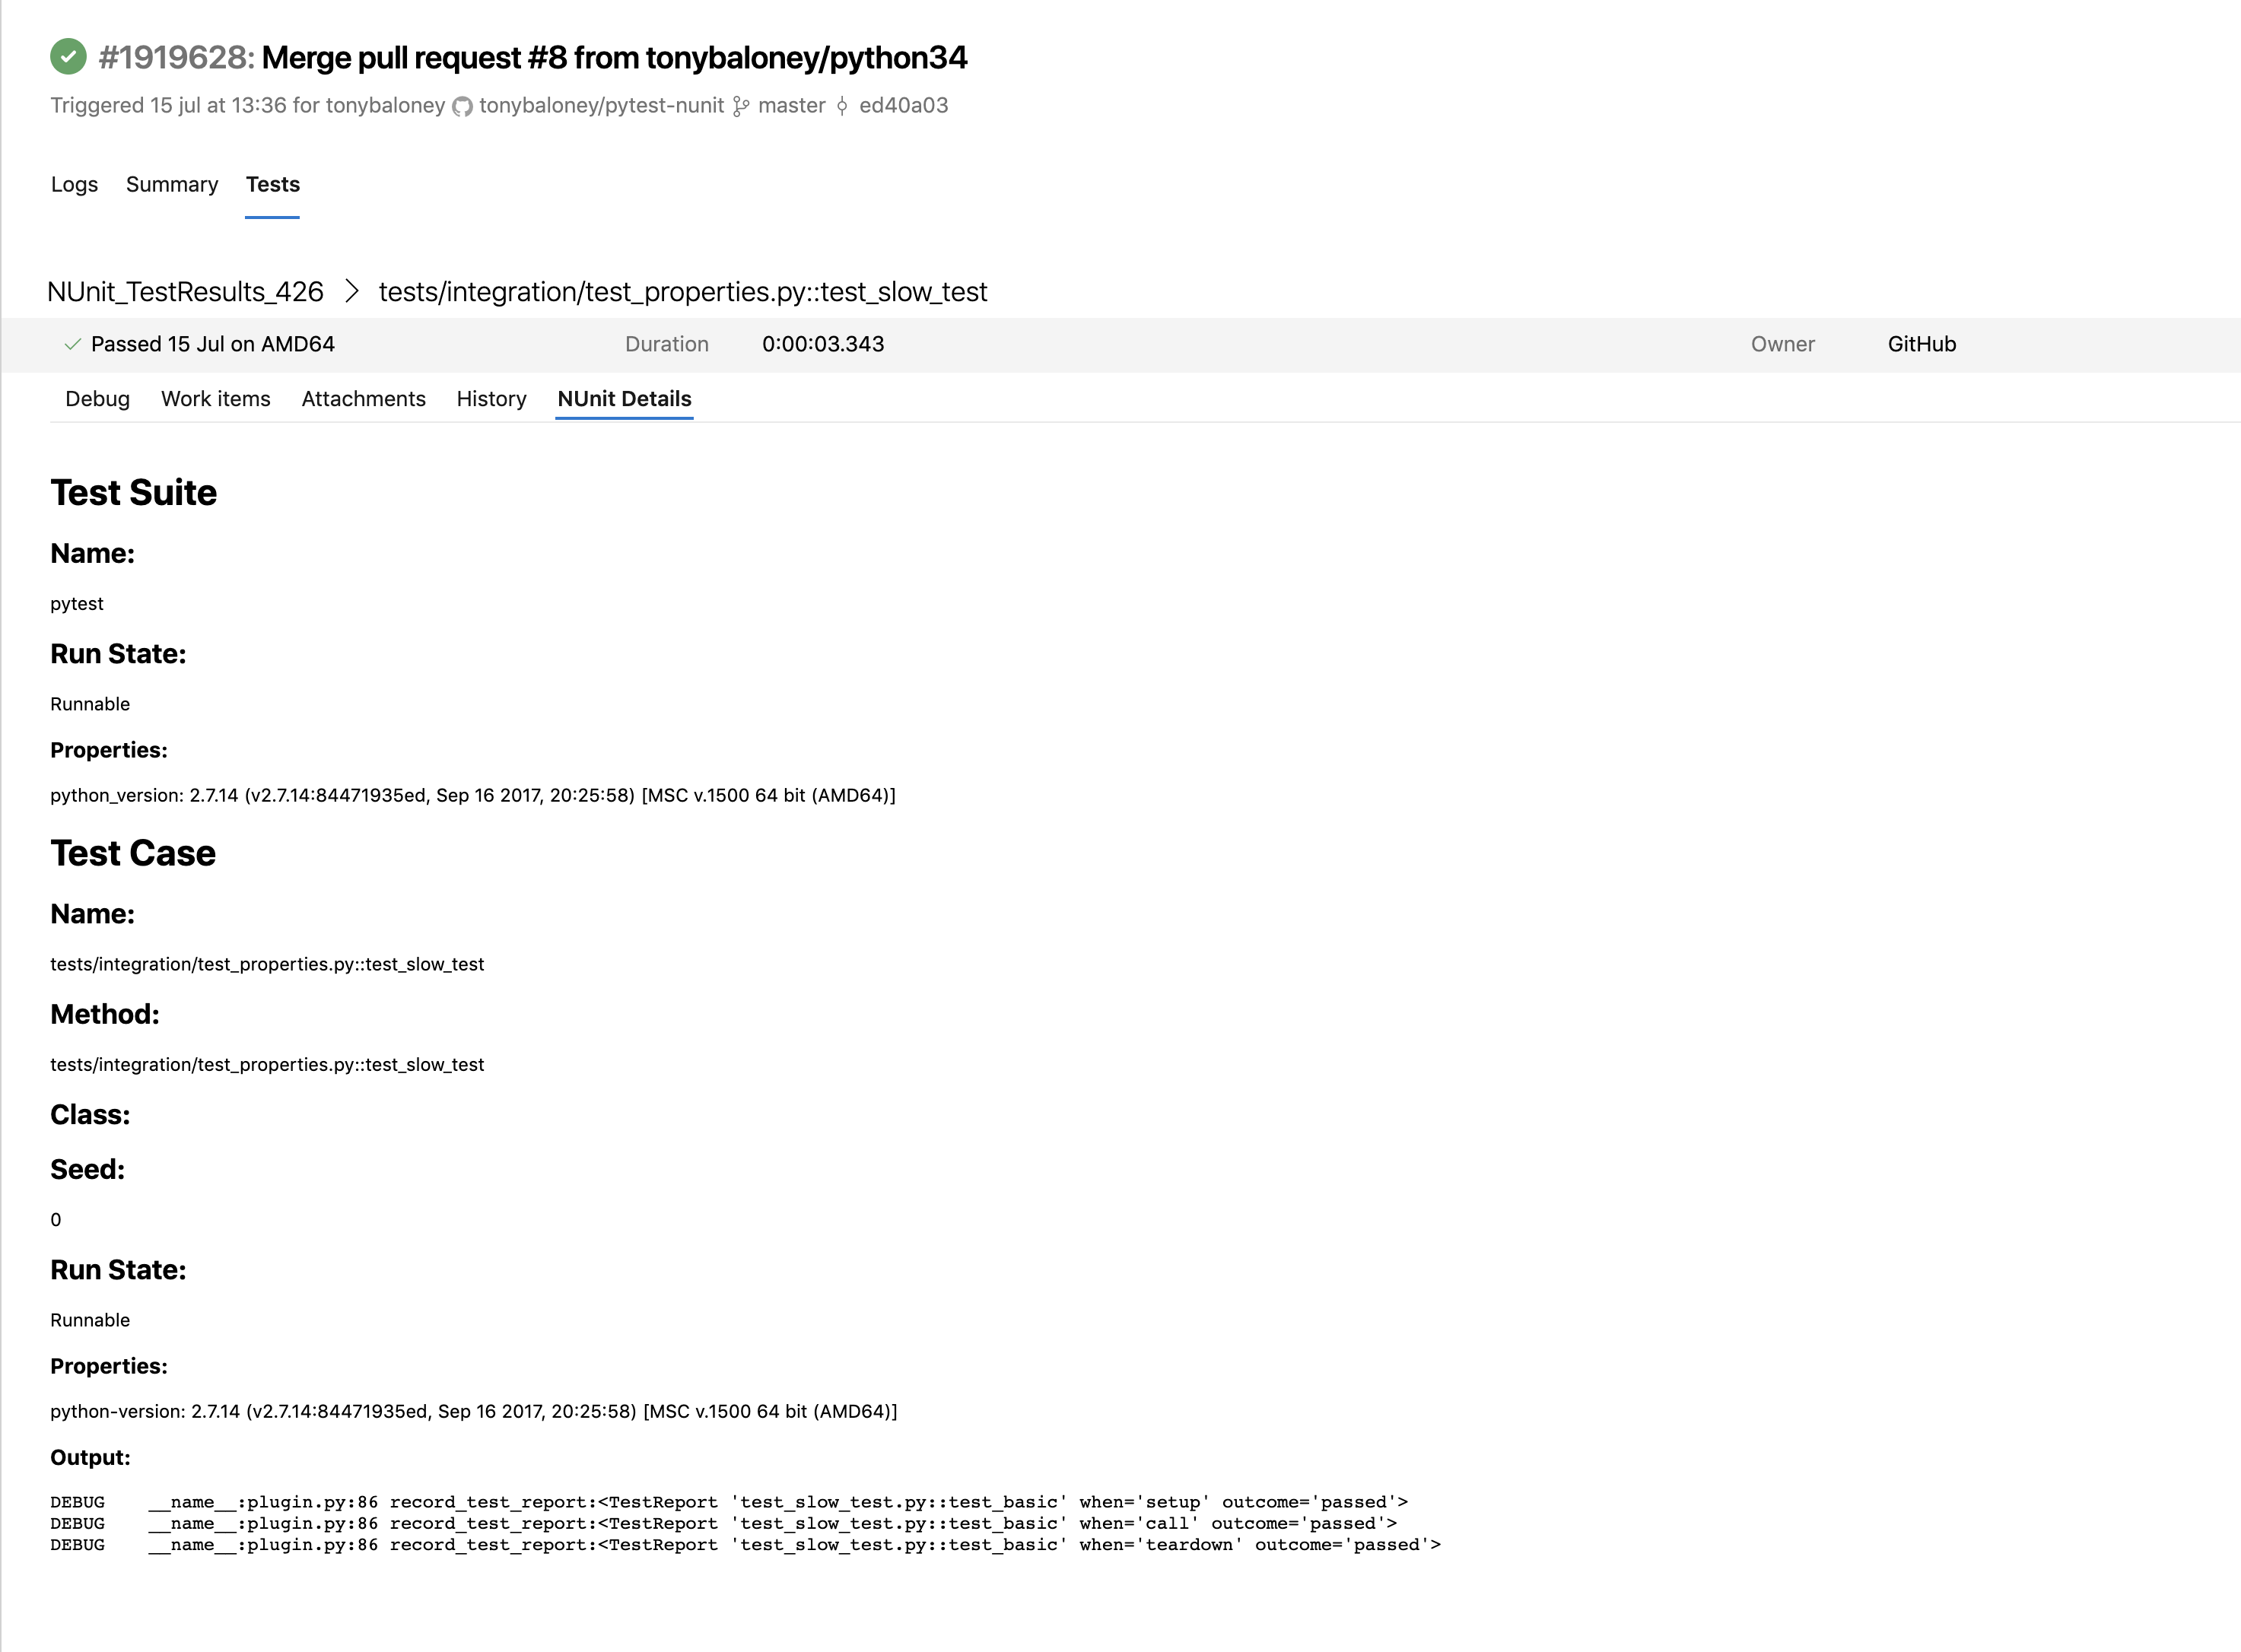 #1919628: Merge pull request #8 from tonybaloney/python34
Triggered 15 jul at 13:36 for tonybaloney tonybaloney/pytest-nunit master ed40a03
Logs Summary Tests
NUnit_TestResults_426 > tests/integration/test_properties.py::test_slow_test
Passed 15 Jul on AMD64 Duration 0:00:03.343 Owner GitHub
Debug Work items Attachments History NUnit Details
Test Suite
Name:
pytest
Run State:
Runnable
Properties:
python_version: 2.7.14 (v2.7.14:84471935ed, Sep 16 2017, 20:25:58) [MSC v.1500 64 bit (AMD64)]
Test Case
Name:
tests/integration/test_properties.py::test_slow_test
Method:
tests/integration/test_properties.py::test_slow_test
Class:
Seed:
0
Run State:
Runnable
Properties:
python-version: 2.7.14 (v2.7.14:84471935ed, Sep 16 2017, 20:25:58) [MSC v.1500 64 bit (AMD64)]
Output:
DEBUG    __name__:plugin.py:86 record_test_report:<TestReport 'test_slow_test.py::test_basic' when='setup' outcome='passed'>
DEBUG    __name__:plugin.py:86 record_test_report:<TestReport 'test_slow_test.py::test_basic' when='call' outcome='passed'>
DEBUG    __name__:plugin.py:86 record_test_report:<TestReport 'test_slow_test.py::test_basic' when='teardown' outcome='passed'>